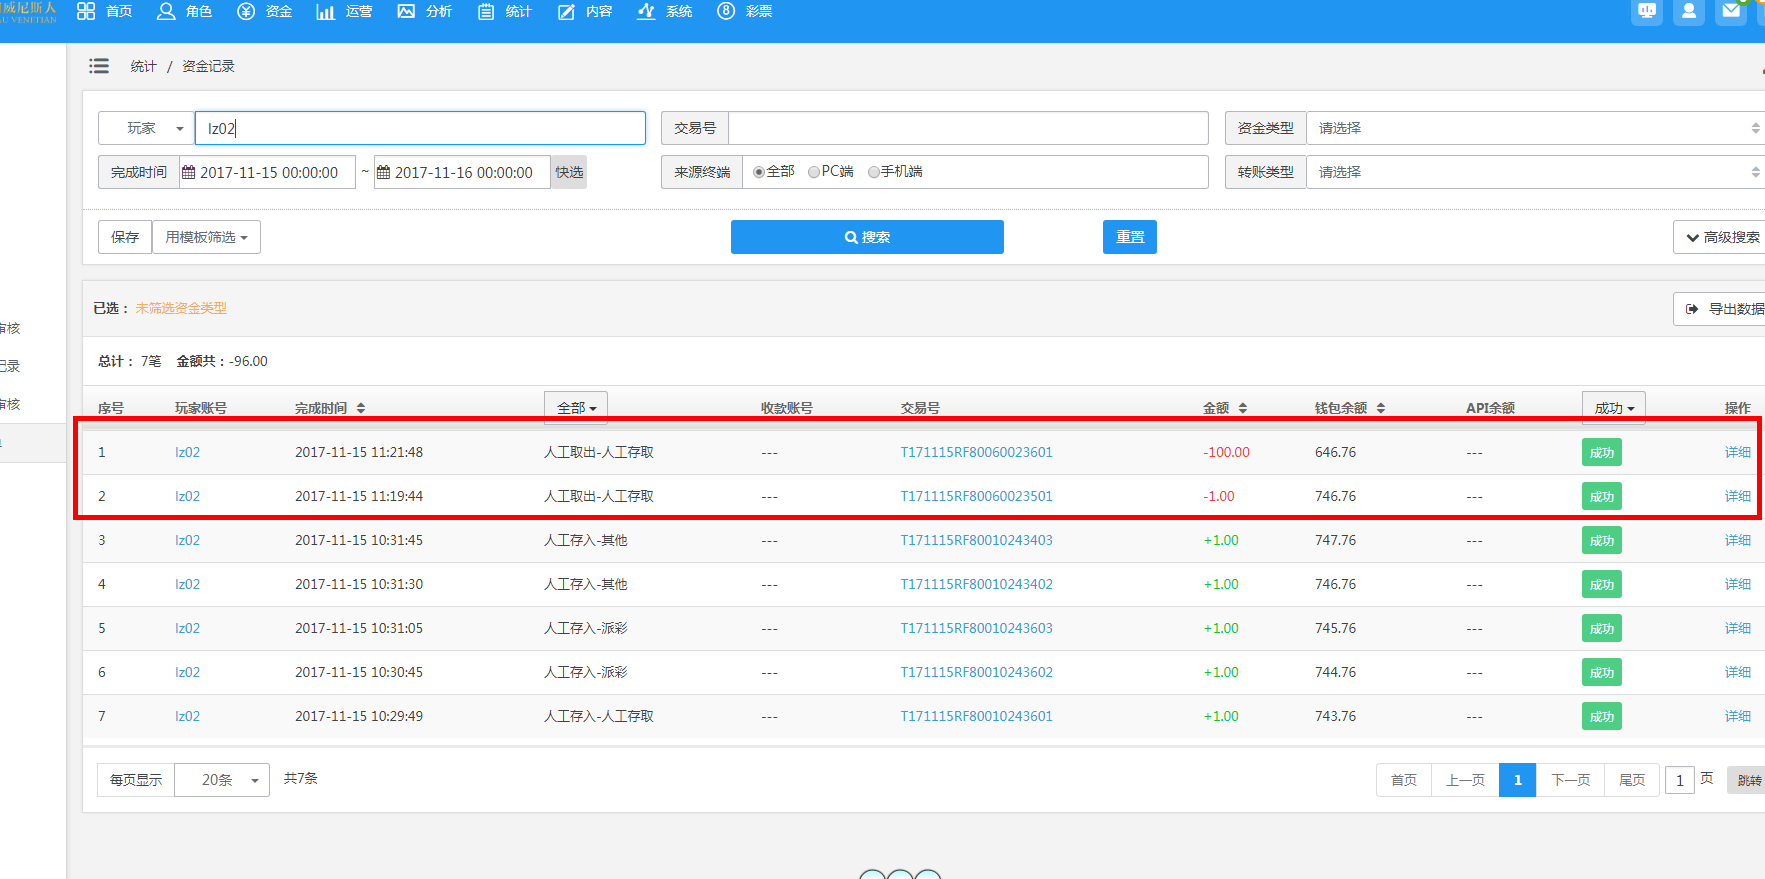 威尼斯人
VENETIAN
首页 角色 资金 运营 分析 统计 内容 系统 8 彩票
统计 / 资金记录
玩家 lz02 交易号 资金类型 请选择
完成时间 2017-11-15 00:00:00 ~ 2017-11-16 00:00:00 快选 来源终端 全部 PC端 手机端 转账类型 请选择
保存 用模板筛选 搜索 重置 高级搜索
已选： 未筛选资金类型 导出数据
总计： 7笔 金额共：-96.00
审核
记录
审核
序号 玩家账号 完成时间 全部 收款账号 交易号 金额 钱包余额 API余额 成功 操作
1 lz02 2017-11-15 11:21:48 人工取出-人工存取 --- T171115RF80060023601 -100.00 646.76 --- 成功 详细
2 lz02 2017-11-15 11:19:44 人工取出-人工存取 --- T171115RF80060023501 -1.00 746.76 --- 成功 详细
3 lz02 2017-11-15 10:31:45 人工存入-其他 --- T171115RF80010243403 +1.00 747.76 --- 成功 详细
4 lz02 2017-11-15 10:31:30 人工存入-其他 --- T171115RF80010243402 +1.00 746.76 --- 成功 详细
5 lz02 2017-11-15 10:31:05 人工存入-派彩 --- T171115RF80010243603 +1.00 745.76 --- 成功 详细
6 lz02 2017-11-15 10:30:45 人工存入-派彩 --- T171115RF80010243602 +1.00 744.76 --- 成功 详细
7 lz02 2017-11-15 10:29:49 人工存入-人工存取 --- T171115RF80010243601 +1.00 743.76 --- 成功 详细
每页显示 20条 共7条 首页 上一页 1 下一页 尾页 1 页 跳转